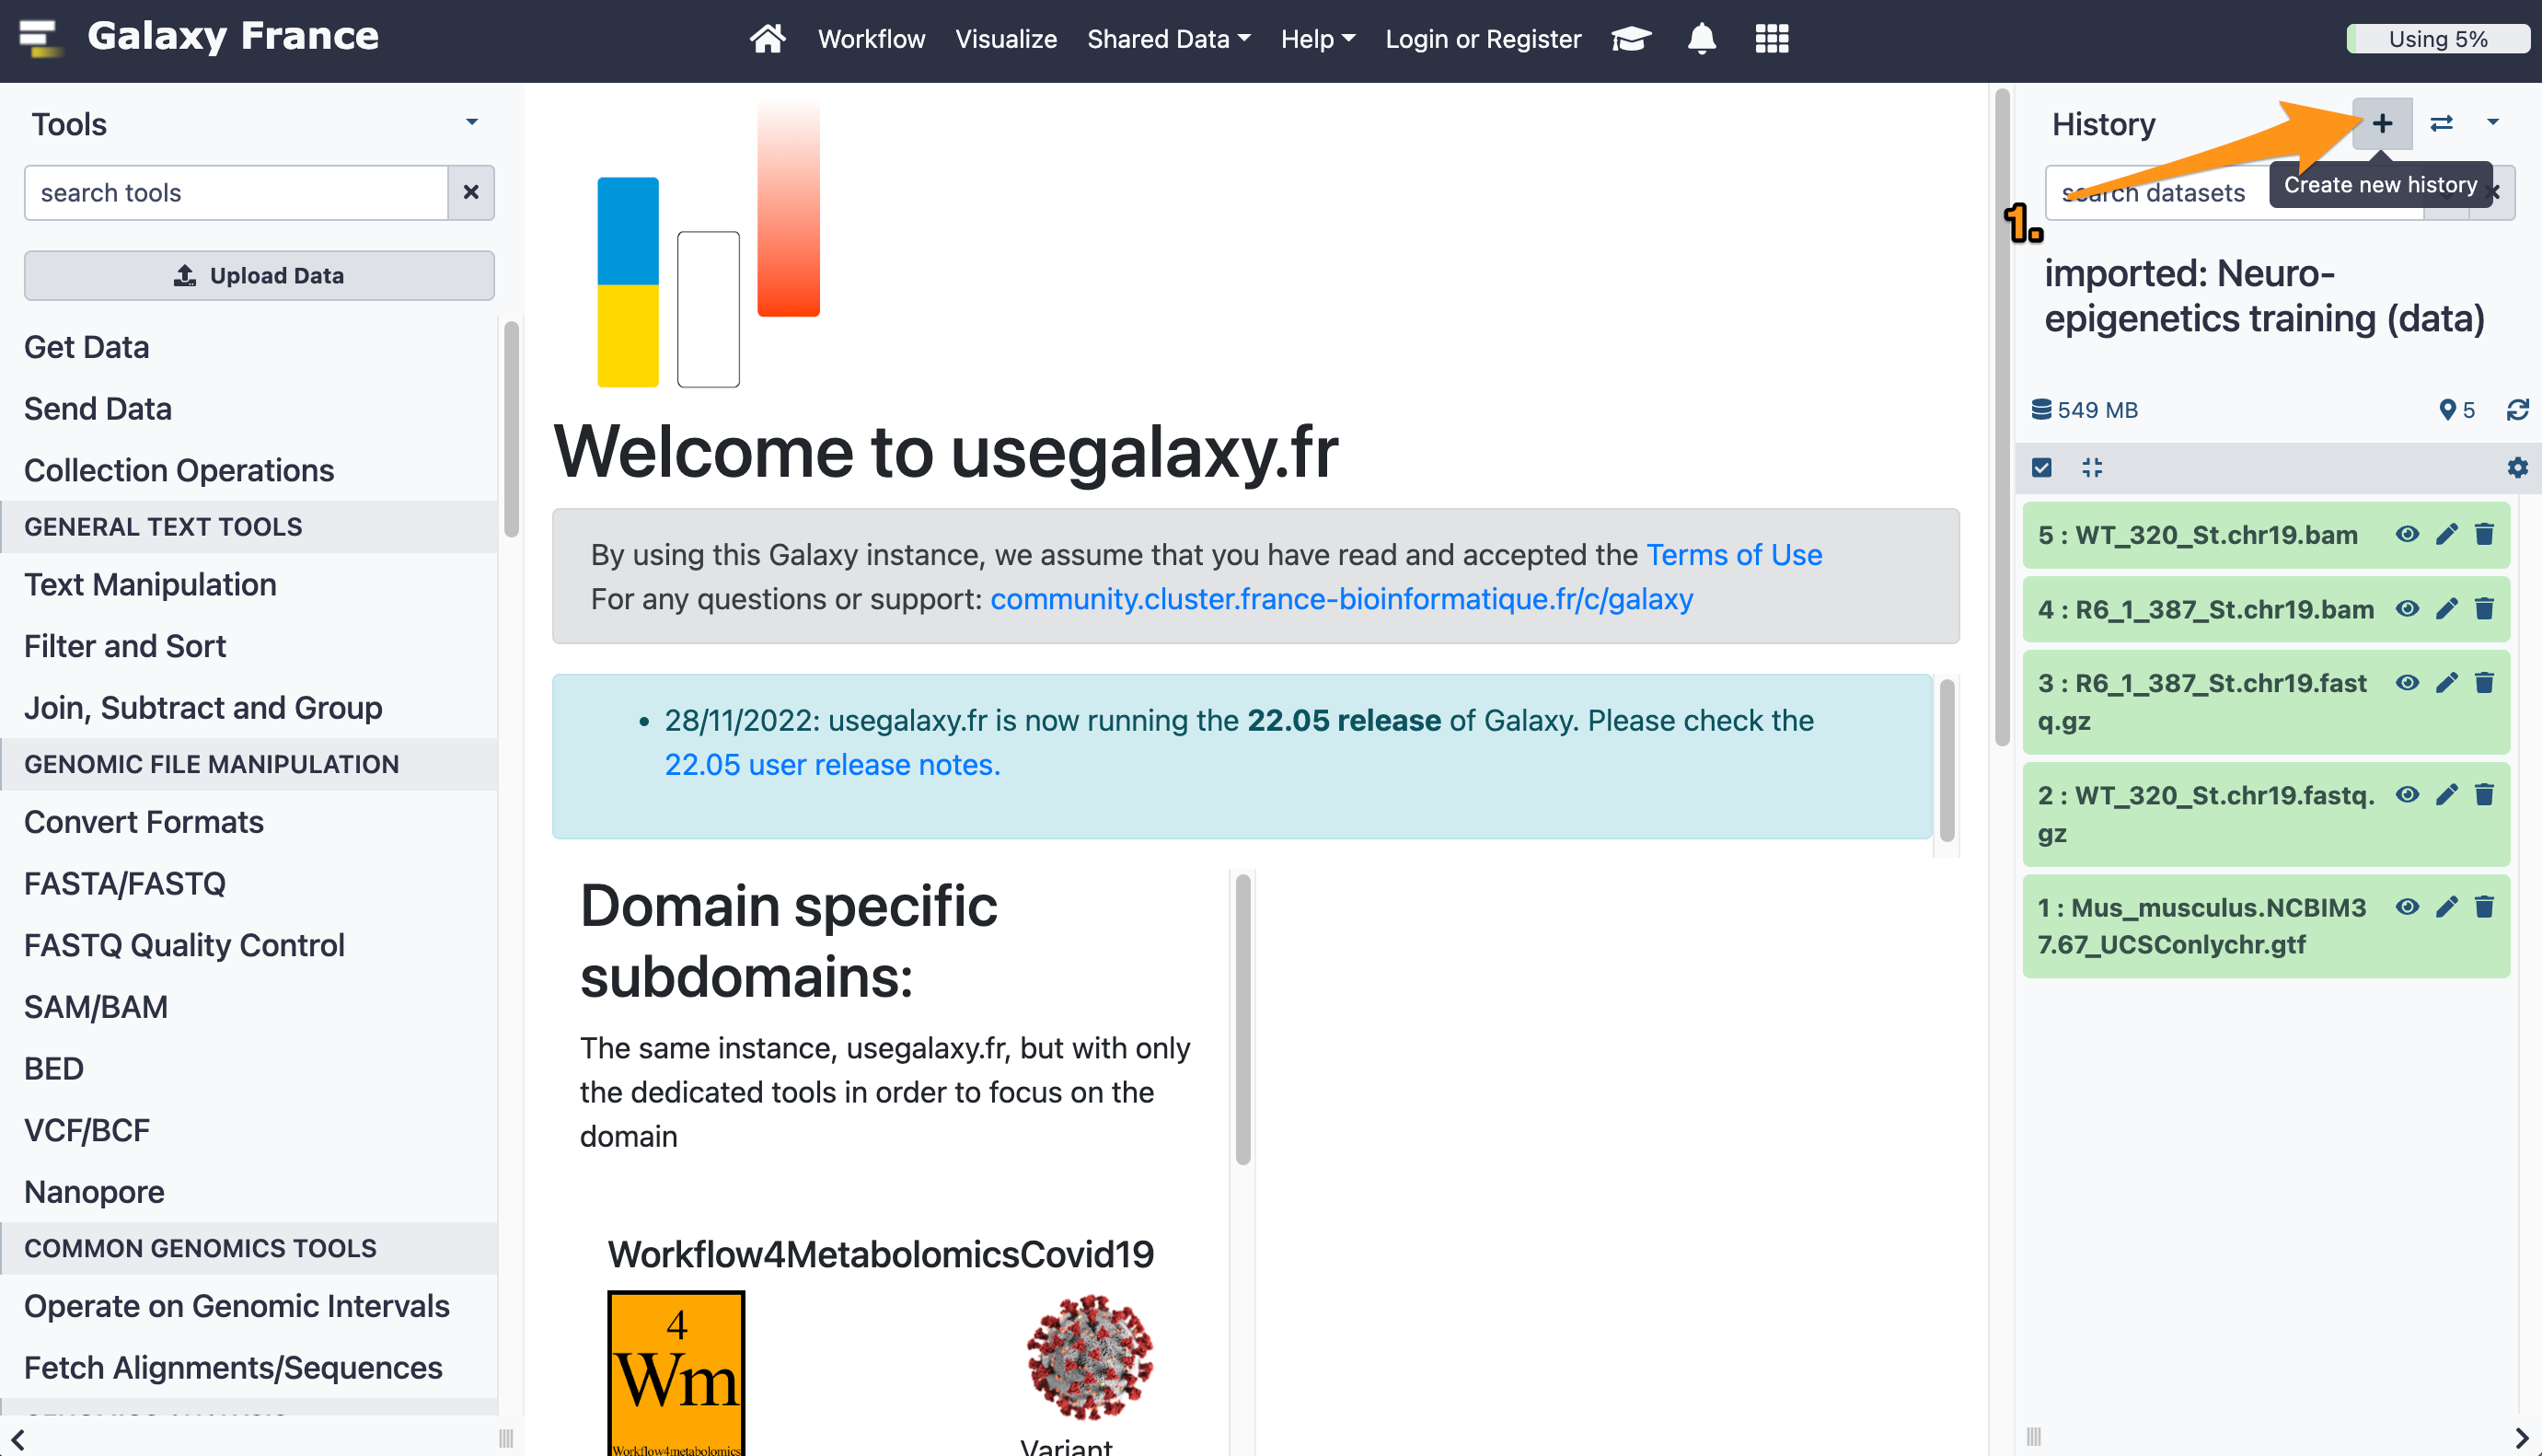 Galaxy France
Workflow
Visualize
Shared Data
Help
Login or Register
Using 5%
Tools
search tools
Upload Data
Get Data
Send Data
Collection Operations
GENERAL TEXT TOOLS
Text Manipulation
Filter and Sort
Join, Subtract and Group
GENOMIC FILE MANIPULATION
Convert Formats
FASTA/FASTQ
FASTQ Quality Control
SAM/BAM
BED
VCF/BCF
Nanopore
COMMON GENOMICS TOOLS
Operate on Genomic Intervals
Fetch Alignments/Sequences
Welcome to usegalaxy.fr
By using this Galaxy instance, we assume that you have read and accepted the Terms of Use
For any questions or support: community.cluster.france-bioinformatique.fr/c/galaxy
• 28/11/2022: usegalaxy.fr is now running the 22.05 release of Galaxy. Please check the
22.05 user release notes.
Domain specific
subdomains:
The same instance, usegalaxy.fr, but with only
the dedicated tools in order to focus on the
domain
Workflow4MetabolomicsCovid19
4
Wm
Workflow4metabolomics
Variant
History
Create new history
search datasets
1.
imported: Neuro-
epigenetics training (data)
549 MB
5
5 : WT_320_St.chr19.bam
4 : R6_1_387_St.chr19.bam
3 : R6_1_387_St.chr19.fast
q.gz
2 : WT_320_St.chr19.fastq.
gz
1 : Mus_musculus.NCBIM3
7.67_UCSConlychr.gtf